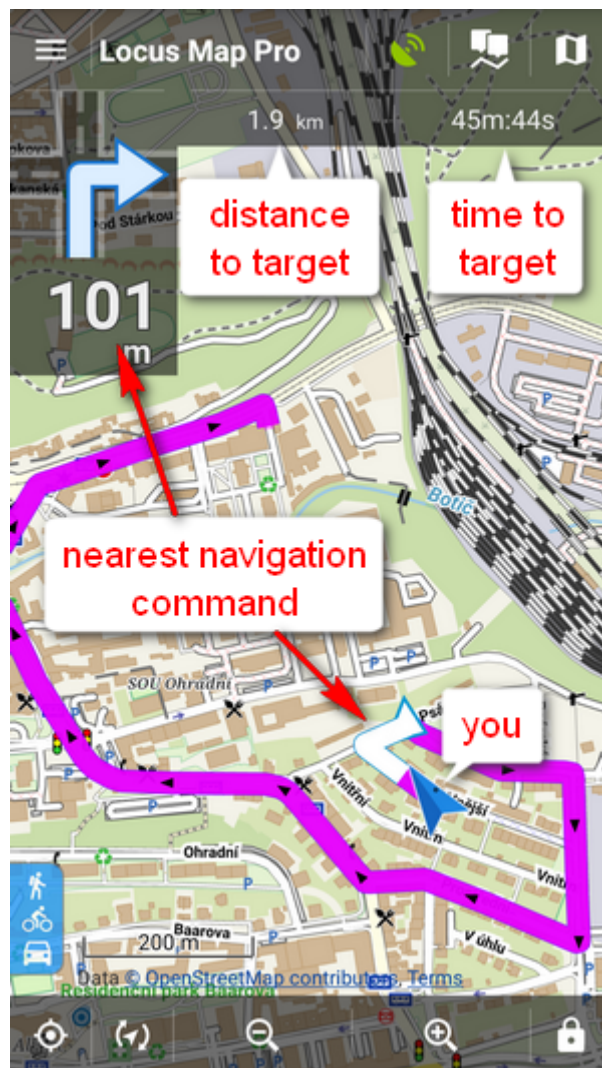 Locus Map Pro
1.9 km
45m:44s
distance
to target
time to
target
Pod Stárkou
101
m
Botič
nearest navigation
command
SOU Ohradní
you
Vnitřní
Ohradní
V úhlu
Baarova
200 m
Data © OpenStreetMap contributors, Terms
Residenční park Baarova